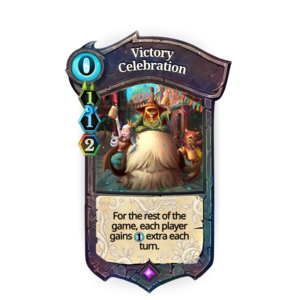 Victory
Celebration
0
1
1
2
For the rest of the
game, each player
gains 1 extra each
turn.